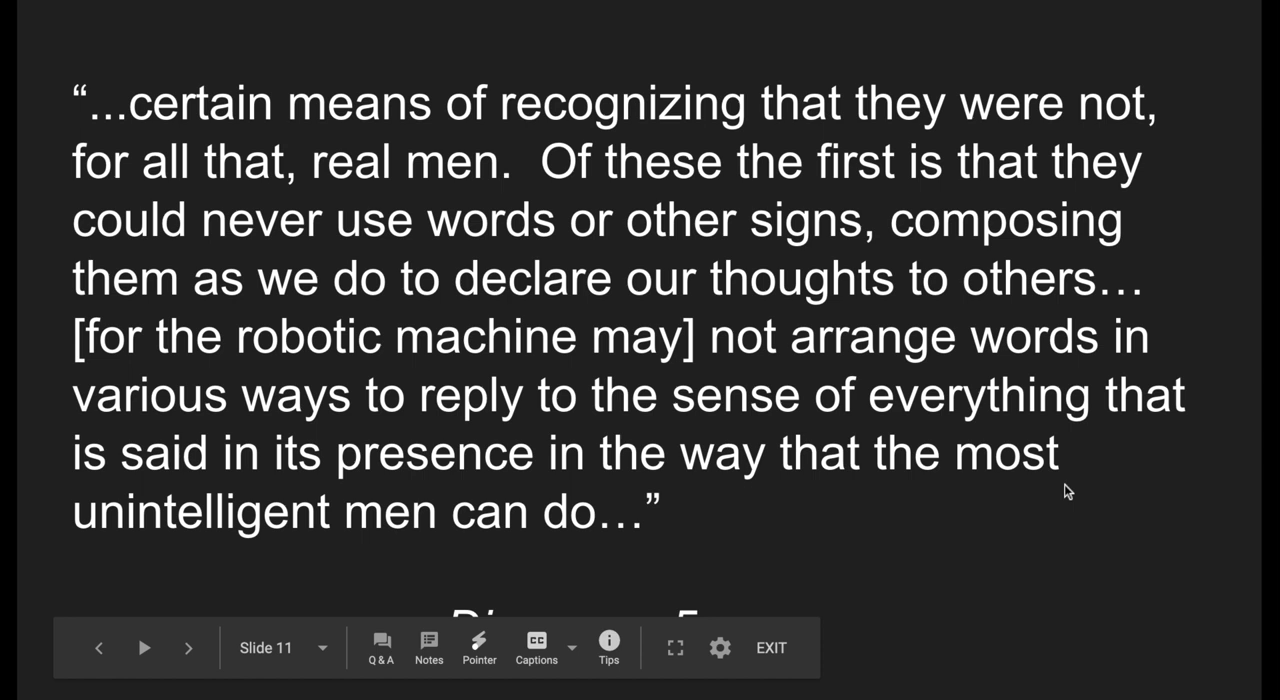 “...certain means of recognizing that they were not,
for all that, real men.  Of these the first is that they
could never use words or other signs, composing
them as we do to declare our thoughts to others…
[for the robotic machine may] not arrange words in
various ways to reply to the sense of everything that
is said in its presence in the way that the most
unintelligent men can do…”
Slide 11
Q & A
Notes
Pointer
CC
Captions
Tips
EXIT